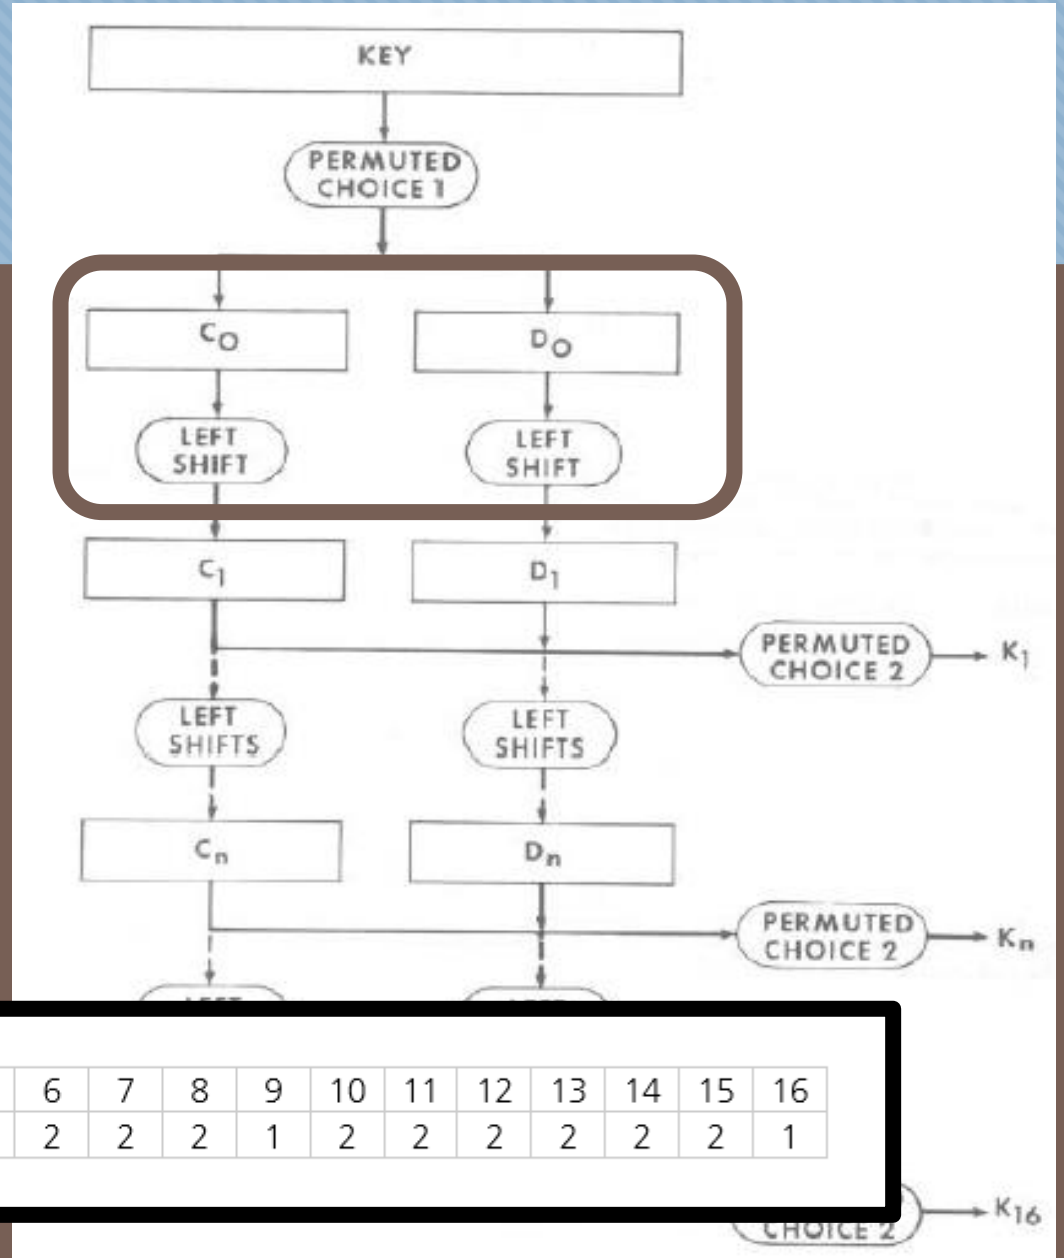 KEY
PERMUTED
CHOICE 1
C0 D0
LEFT
SHIFT
LEFT
SHIFT
C1 D1
PERMUTED
CHOICE 2
K1
LEFT
SHIFTS
LEFT
SHIFTS
Cn Dn
PERMUTED
CHOICE 2
Kn
6 7 8 9 10 11 12 13 14 15 16
2 2 2 1 2 2 2 2 2 2 1
CHOICE 2
K16